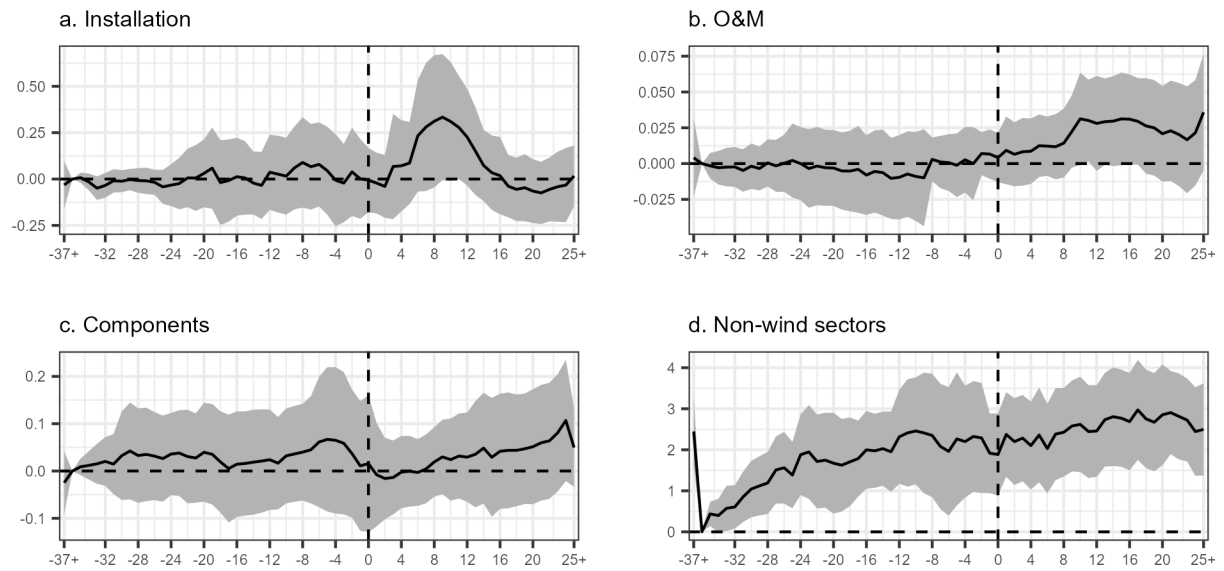 a. Installation
0.50
0.25
0.00
-0.25
-37+ -32 -28 -24 -20 -16 -12 -8 -4 0 4 8 12 16 20 25+
b. O&M
0.075
0.050
0.025
0.000
-0.025
-37+ -32 -28 -24 -20 -16 -12 -8 -4 0 4 8 12 16 20 25+
c. Components
0.2
0.1
0.0
-0.1
-37+ -32 -28 -24 -20 -16 -12 -8 -4 0 4 8 12 16 20 25+
d. Non-wind sectors
4
3
2
1
0
-37+ -32 -28 -24 -20 -16 -12 -8 -4 0 4 8 12 16 20 25+